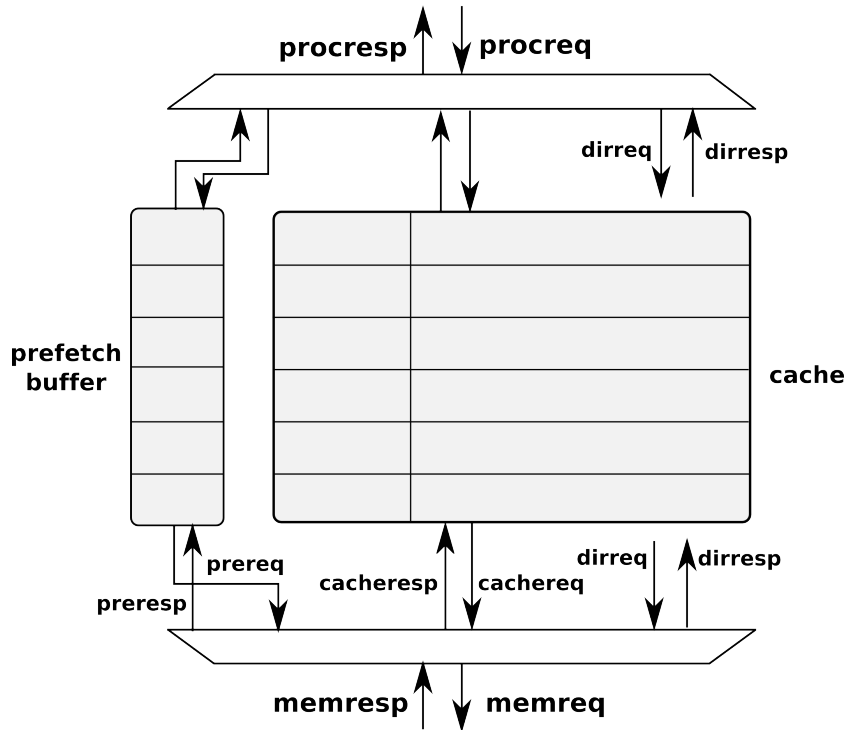 procresp
procreq
dirreq
dirresp
prefetch
buffer
cache
prereq
preresp
cacheresp
cachereq
dirreq
dirresp
memresp
memreq